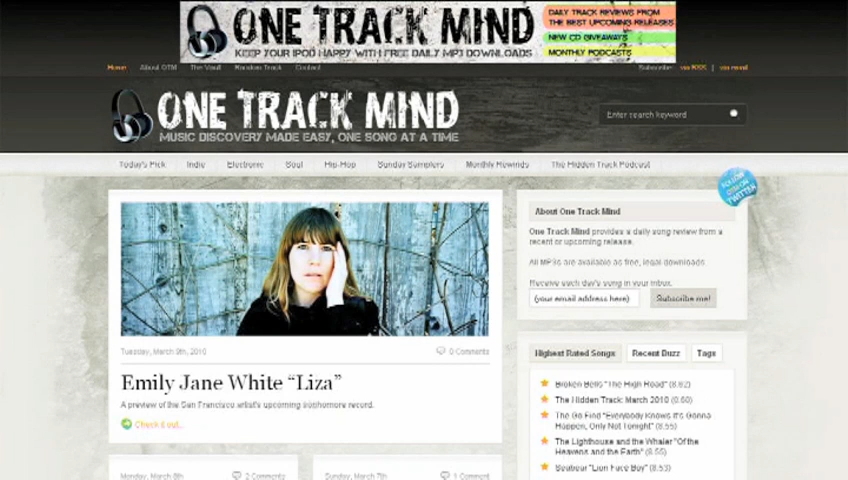 ONE TRACK MIND
KEEP YOUR IPOD HAPPY WITH FREE DAILY MP3 DOWNLOADS
DAILY TRACK REVIEWS FROM
THE BEST UPCOMING RELEASES
NEW CD GIVEAWAYS
MONTHLY PODCASTS
Home About OTM The Vault Random Track Contact
Subscribe: via RSS | via email
ONE TRACK MIND
MUSIC DISCOVERY MADE EASY, ONE SONG AT A TIME
Enter search keyword
Today's Pick Indie Electronic Soul Hip-Hop Sunday Samplers Monthly Rewinds The Hidden Track Podcast
FOLLOW
OTM ON
TWITTER
Tuesday, March 9th, 2010 0 Comments
Emily Jane White “Liza”
A preview of the San Francisco artist's upcoming sophomore record.
Check it out..
Monday, March 8th 2 Comments
Sunday, March 7th 1 Comment
About One Track Mind
One Track Mind provides a daily song review from a
recent or upcoming release.
All MP3s are available as free, legal downloads.
Receive each day's song in your inbox.
(your email address here) Subscribe me!
Highest Rated Songs Recent Buzz Tags
Broken Bells "The High Road" (8.62)
The Hidden Track: March 2010 (8.60)
The Go Find "Everybody Knows It's Gonna
Happen, Only Not Tonight" (8.55)
The Lighthouse and the Whaler "Of the
Heavens and the Earth" (8.55)
Seabear "Lion Face Boy" (8.53)